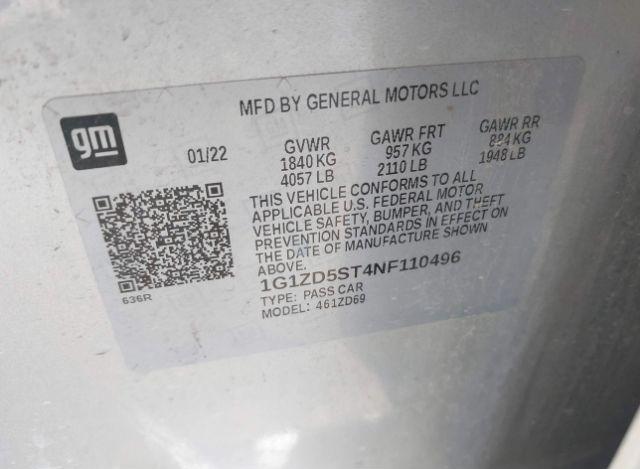 MFD BY GENERAL MOTORS LLC
gm
01/22
GVWR
1840 KG
4057 LB
GAWR FRT
957 KG
2110 LB
GAWR RR
884 KG
1948 LB
THIS VEHICLE CONFORMS TO ALL
APPLICABLE U.S. FEDERAL MOTOR
VEHICLE SAFETY, BUMPER, AND THEFT
PREVENTION STANDARDS IN EFFECT ON
THE DATE OF MANUFACTURE SHOWN
ABOVE.
1G1ZD5ST4NF110496
TYPE: PASS CAR
MODEL: 461ZD69
636R